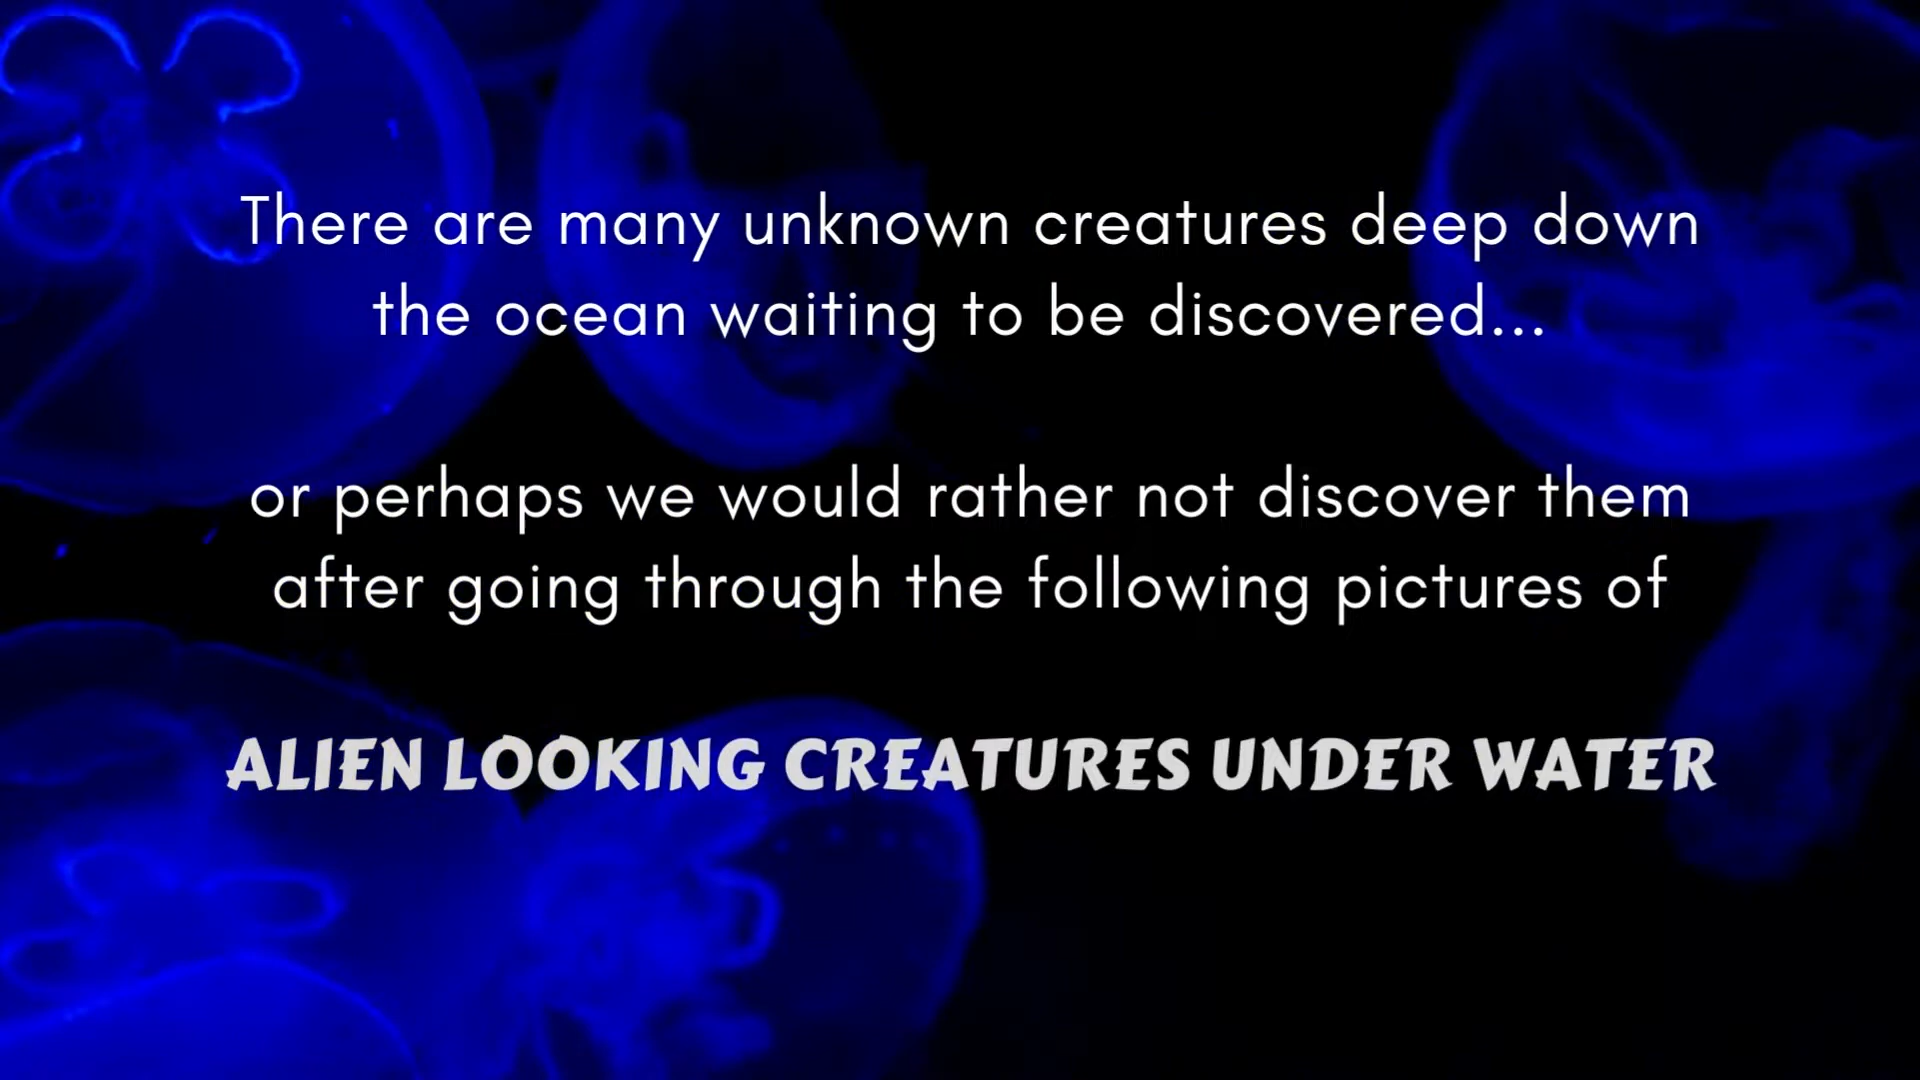 There are many unknown creatures deep down
the ocean waiting to be discovered...
or perhaps we would rather not discover them
after going through the following pictures of
ALIEN LOOKING CREATURES UNDER WATER